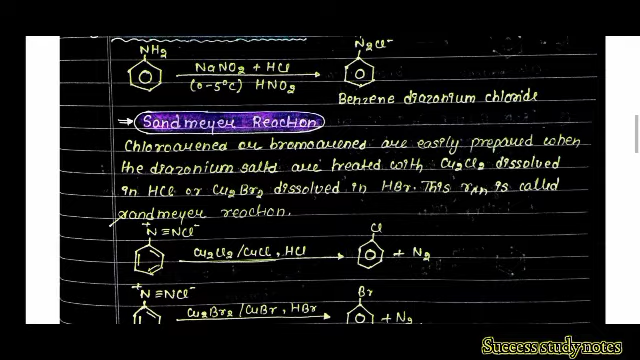 NH2
N2Cl-
NaNO2 + HCl
(0-5°C) HNO2
Benzene diazonium chloride
⇒ Sandmeyer Reaction
Chloroarenes or bromoarenes are easily prepared when
the diazonium salts are treated with Cu2Cl2 dissolved
in HCl or Cu2Br2 dissolved in HBr. This rxn is called
sandmeyer reaction.
+N≡NCl-
Cu2Cl2/CuCl, HCl
Cl
+ N2
+N≡NCl-
Cu2Br2/CuBr, HBr
Br
+ N2
Success study notes